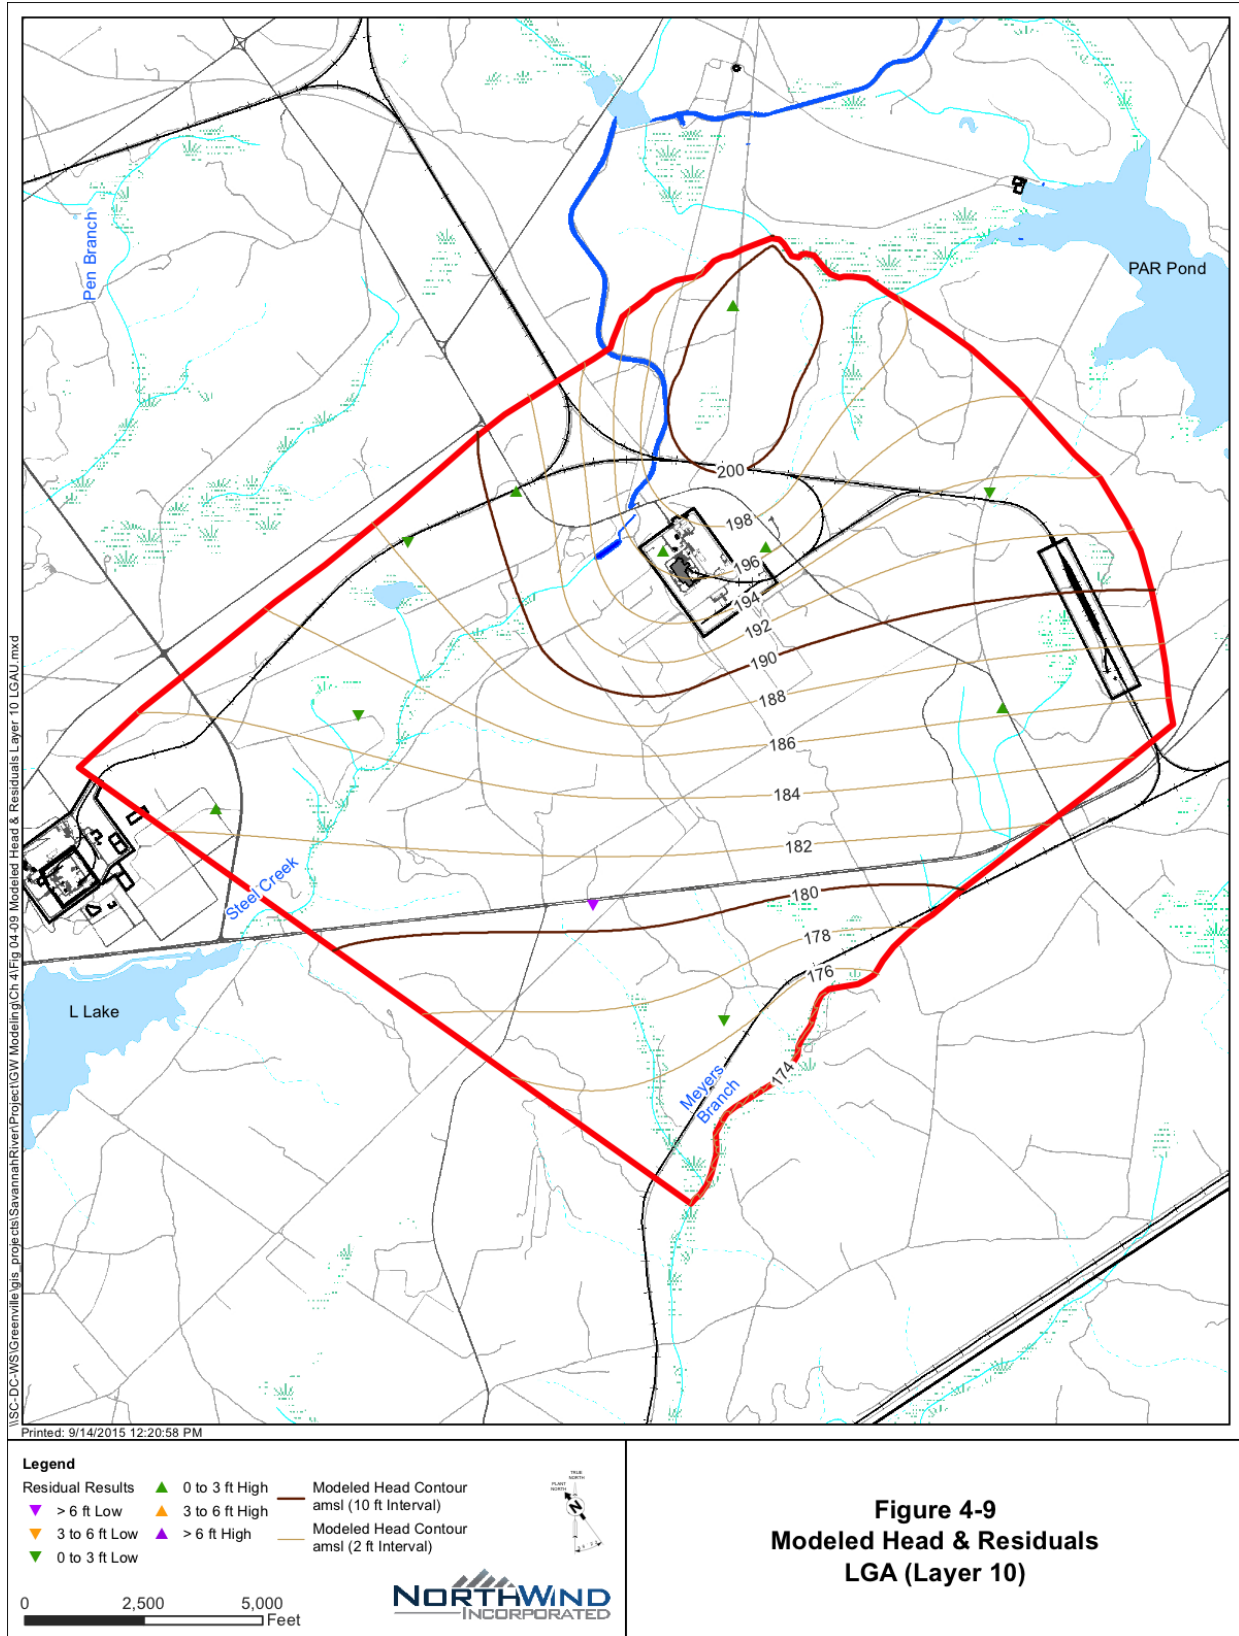 PAR Pond
Pen Branch
200
198
196
194
192
190
188
186
184
182
180
178
176
174
Steel Creek
L Lake
Meyers
Branch
\\ISC-DC-WS\Greenville\gis_projects\SavannahRiver\Project\GW Modeling\Ch 4\Fig 04-09 Modeled Head & Residuals Layer 10 LGAU.mxd
Printed: 9/14/2015 12:20:58 PM
Legend
Residual Results
> 6 ft Low
3 to 6 ft Low
0 to 3 ft Low
0 to 3 ft High
3 to 6 ft High
> 6 ft High
Modeled Head Contour
amsl (10 ft Interval)
Modeled Head Contour
amsl (2 ft Interval)
TRUE
NORTH
PLANT
NORTH
N
0 2,500 5,000
Feet
NORTHWIND
INCORPORATED
Figure 4-9
Modeled Head & Residuals
LGA (Layer 10)